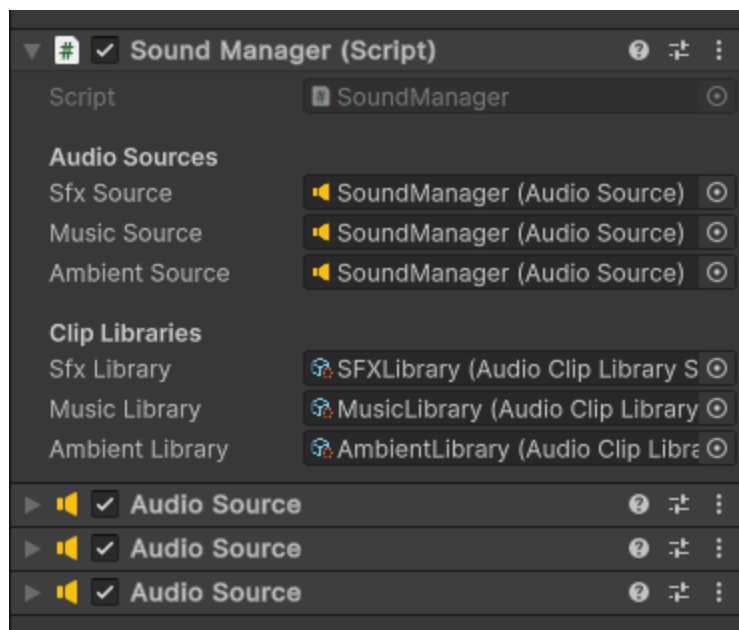 Sound Manager (Script)
Script SoundManager
Audio Sources
Sfx Source SoundManager (Audio Source)
Music Source SoundManager (Audio Source)
Ambient Source SoundManager (Audio Source)
Clip Libraries
Sfx Library SFXLibrary (Audio Clip Library S
Music Library MusicLibrary (Audio Clip Library
Ambient Library AmbientLibrary (Audio Clip Libra
Audio Source
Audio Source
Audio Source